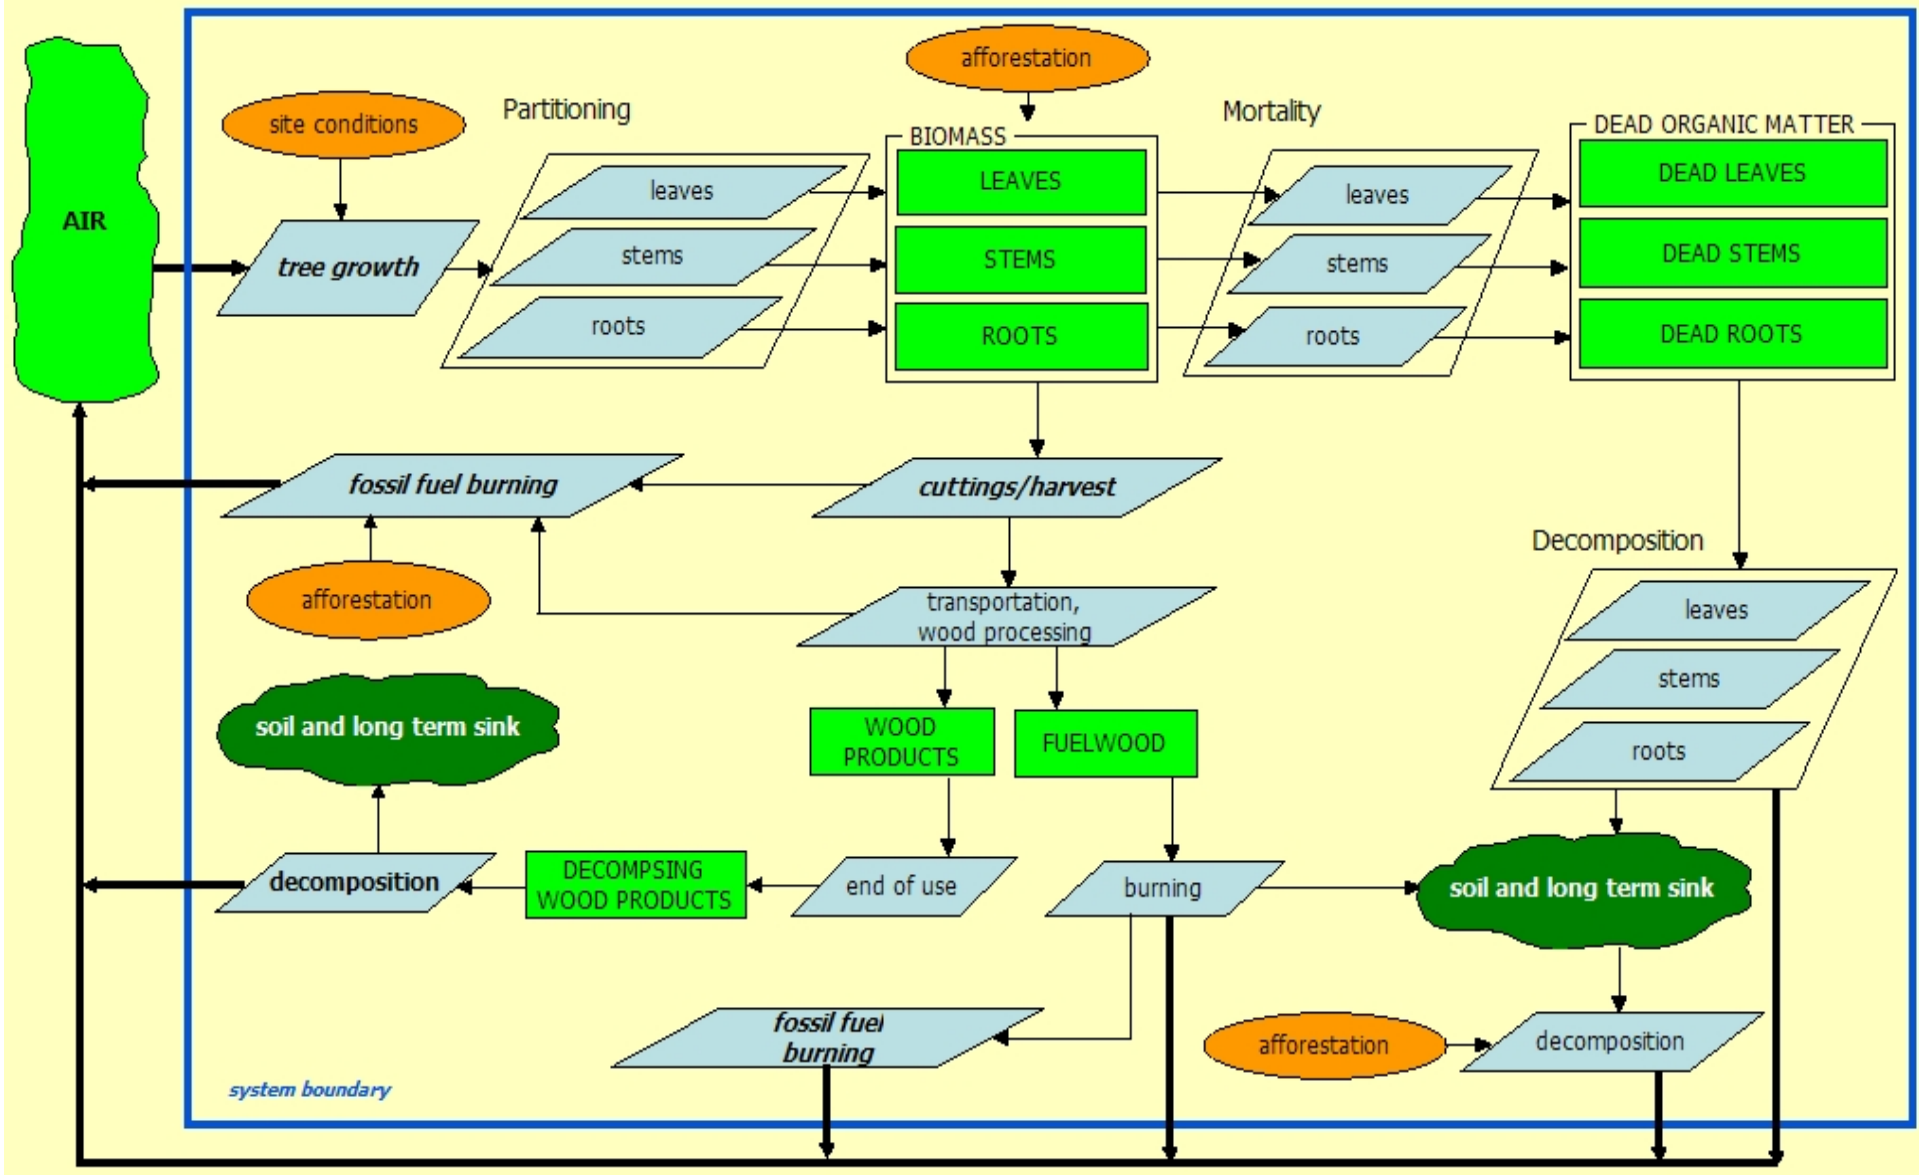 afforestation
Partitioning
Mortality
site conditions
DEAD ORGANIC MATTER
BIOMASS
AIR
leaves
LEAVES
leaves
DEAD LEAVES
tree growth
stems
STEMS
stems
DEAD STEMS
roots
ROOTS
roots
DEAD ROOTS
fossil fuel burning
cuttings/harvest
Decomposition
afforestation
transportation,
wood processing
leaves
stems
roots
soil and long term sink
WOOD
PRODUCTS
FUELWOOD
decomposition
DECOMPSING
WOOD PRODUCTS
end of use
burning
soil and long term sink
fossil fuel
burning
afforestation
decomposition
system boundary